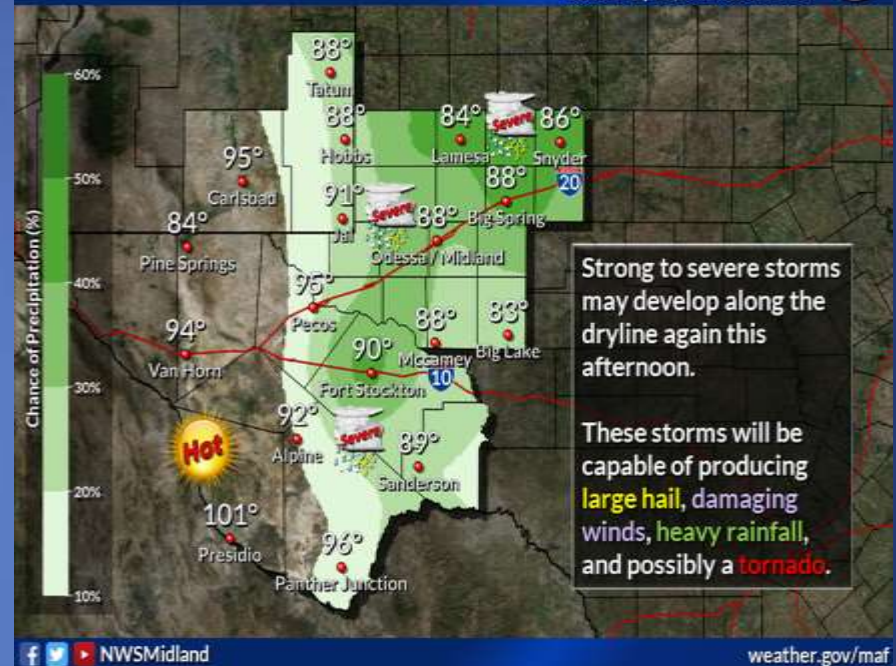 60%
50%
40%
30%
20%
10%
Chance of Precipitation (%)
88°
Tatum
88°
Hobbs
84°
Lamesa
Severe
86°
Snyder
95°
Carlsbad
91°
Jal
Severe
88°
Odessa / Midland
88°
Big Spring
20
84°
Pine Springs
95°
Pecos
94°
Van Horn
90°
Fort Stockton
88°
Mccamey
83°
Big Lake
10
Hot
92°
Alpine
Severe
89°
Sanderson
101°
Presidio
96°
Panther Junction
Strong to severe storms
may develop along the
dryline again this
afternoon.
These storms will be
capable of producing
large hail, damaging
winds, heavy rainfall,
and possibly a tornado.
NWSMidland
weather.gov/maf